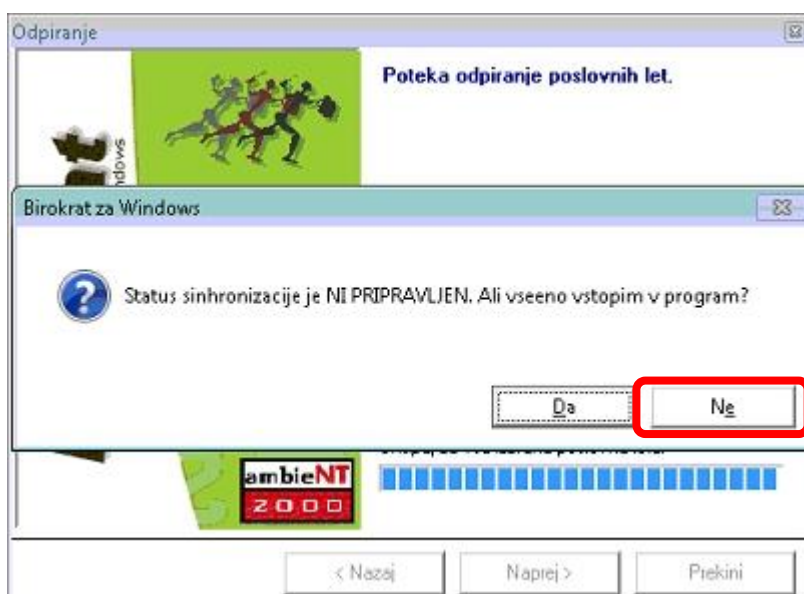 Odpiranje
Poteka odpiranje poslovnih let.
ndows
Birokrat za Windows
Status sinhronizacije je NI PRIPRAVLJEN. Ali vseeno vstopim v program?
Da
Ne
ambieNT
2000
< Nazaj
Naprej >
Prekini